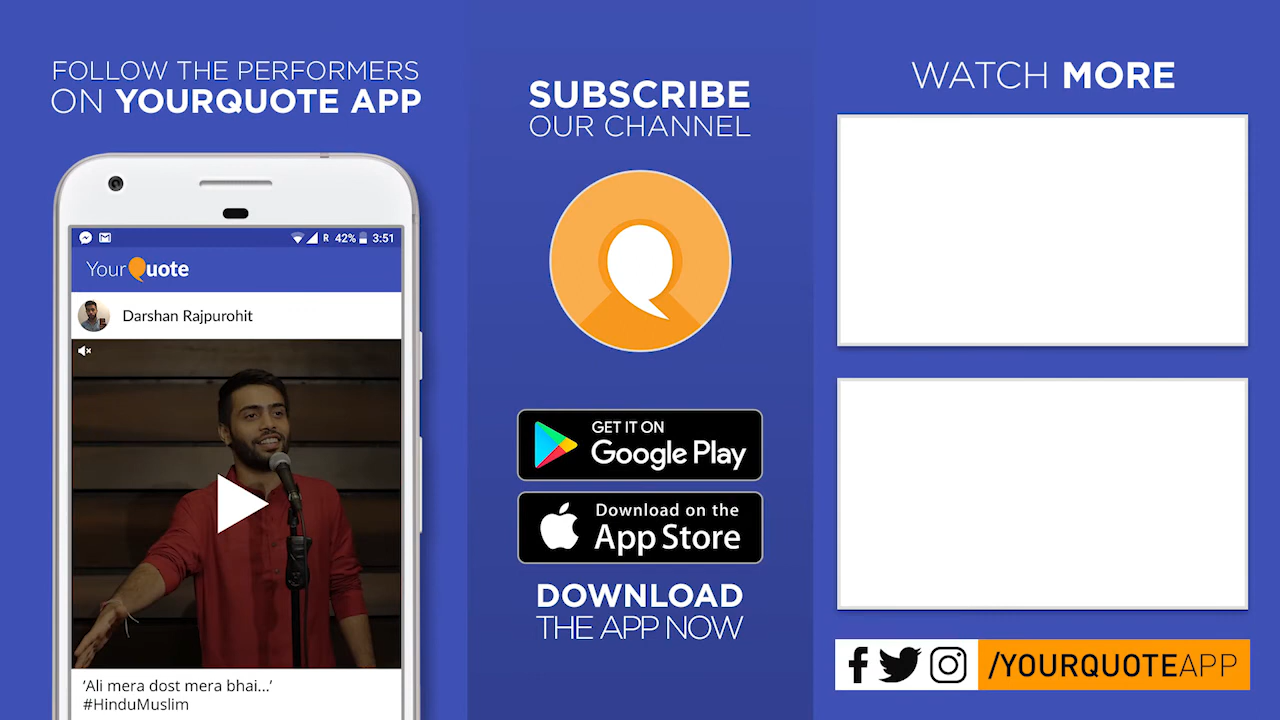 FOLLOW THE PERFORMERS
ON YOURQUOTE APP
R 42% 3:51
YourQuote
Darshan Rajpurohit
‘Ali mera dost mera bhai...’
#HinduMuslim
SUBSCRIBE
OUR CHANNEL
GET IT ON
Google Play
Download on the
App Store
DOWNLOAD
THE APP NOW
WATCH MORE
/YOURQUOTEAPP